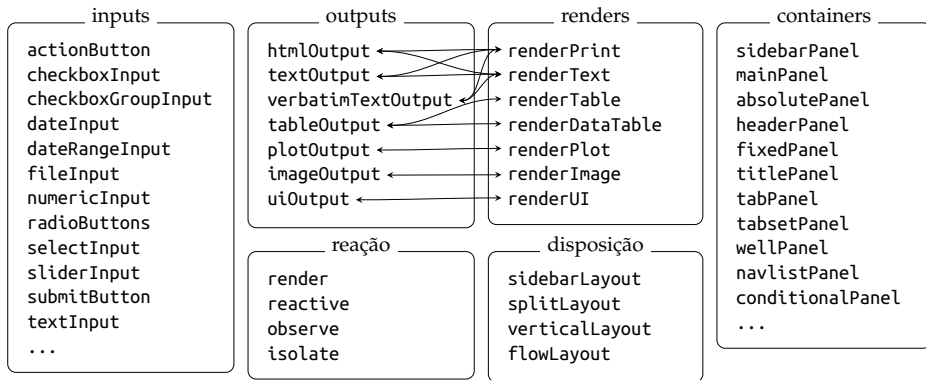 inputs
actionButton
checkboxInput
checkboxGroupInput
dateInput
dateRangeInput
fileInput
numericInput
radioButtons
selectInput
sliderInput
submitButton
textInput
...
outputs
htmlOutput
textOutput
verbatimTextOutput
tableOutput
plotOutput
imageOutput
uiOutput
renders
renderPrint
renderText
renderTable
renderDataTable
renderPlot
renderImage
renderUI
reação
render
reactive
observe
isolate
disposição
sidebarLayout
splitLayout
verticalLayout
flowLayout
containers
sidebarPanel
mainPanel
absolutePanel
headerPanel
fixedPanel
titlePanel
tabPanel
tabsetPanel
wellPanel
navlistPanel
conditionalPanel
...